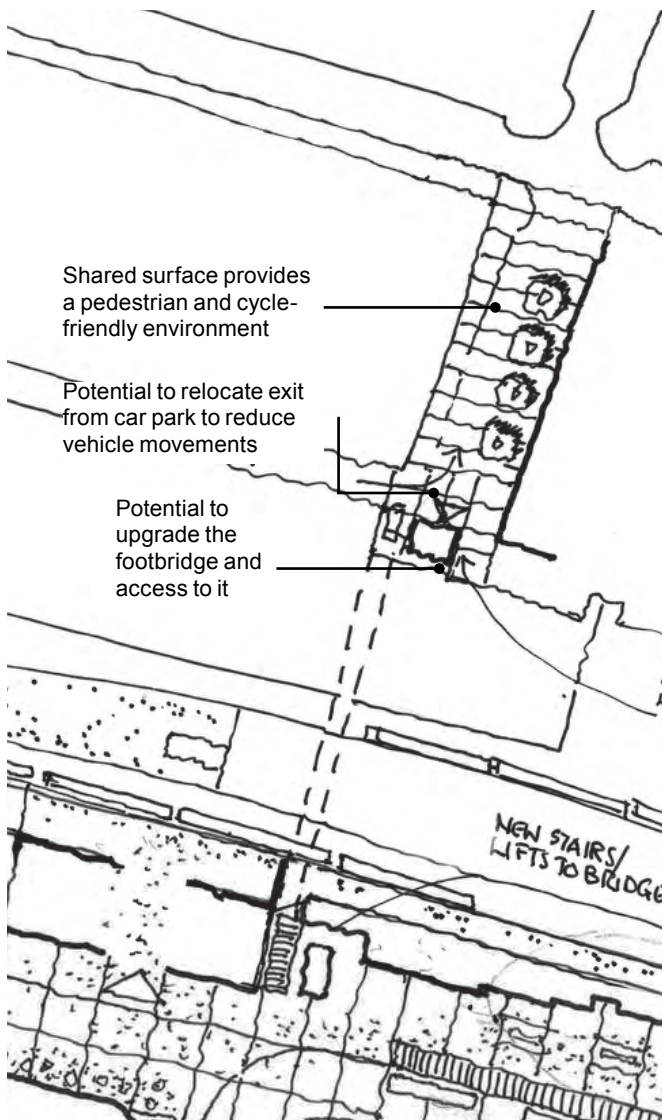 Shared surface provides
a pedestrian and cycle-
friendly environment
Potential to relocate exit
from car park to reduce
vehicle movements
Potential to
upgrade the
footbridge and
access to it
NEW STAIRS/
LIFTS TO BRIDGE